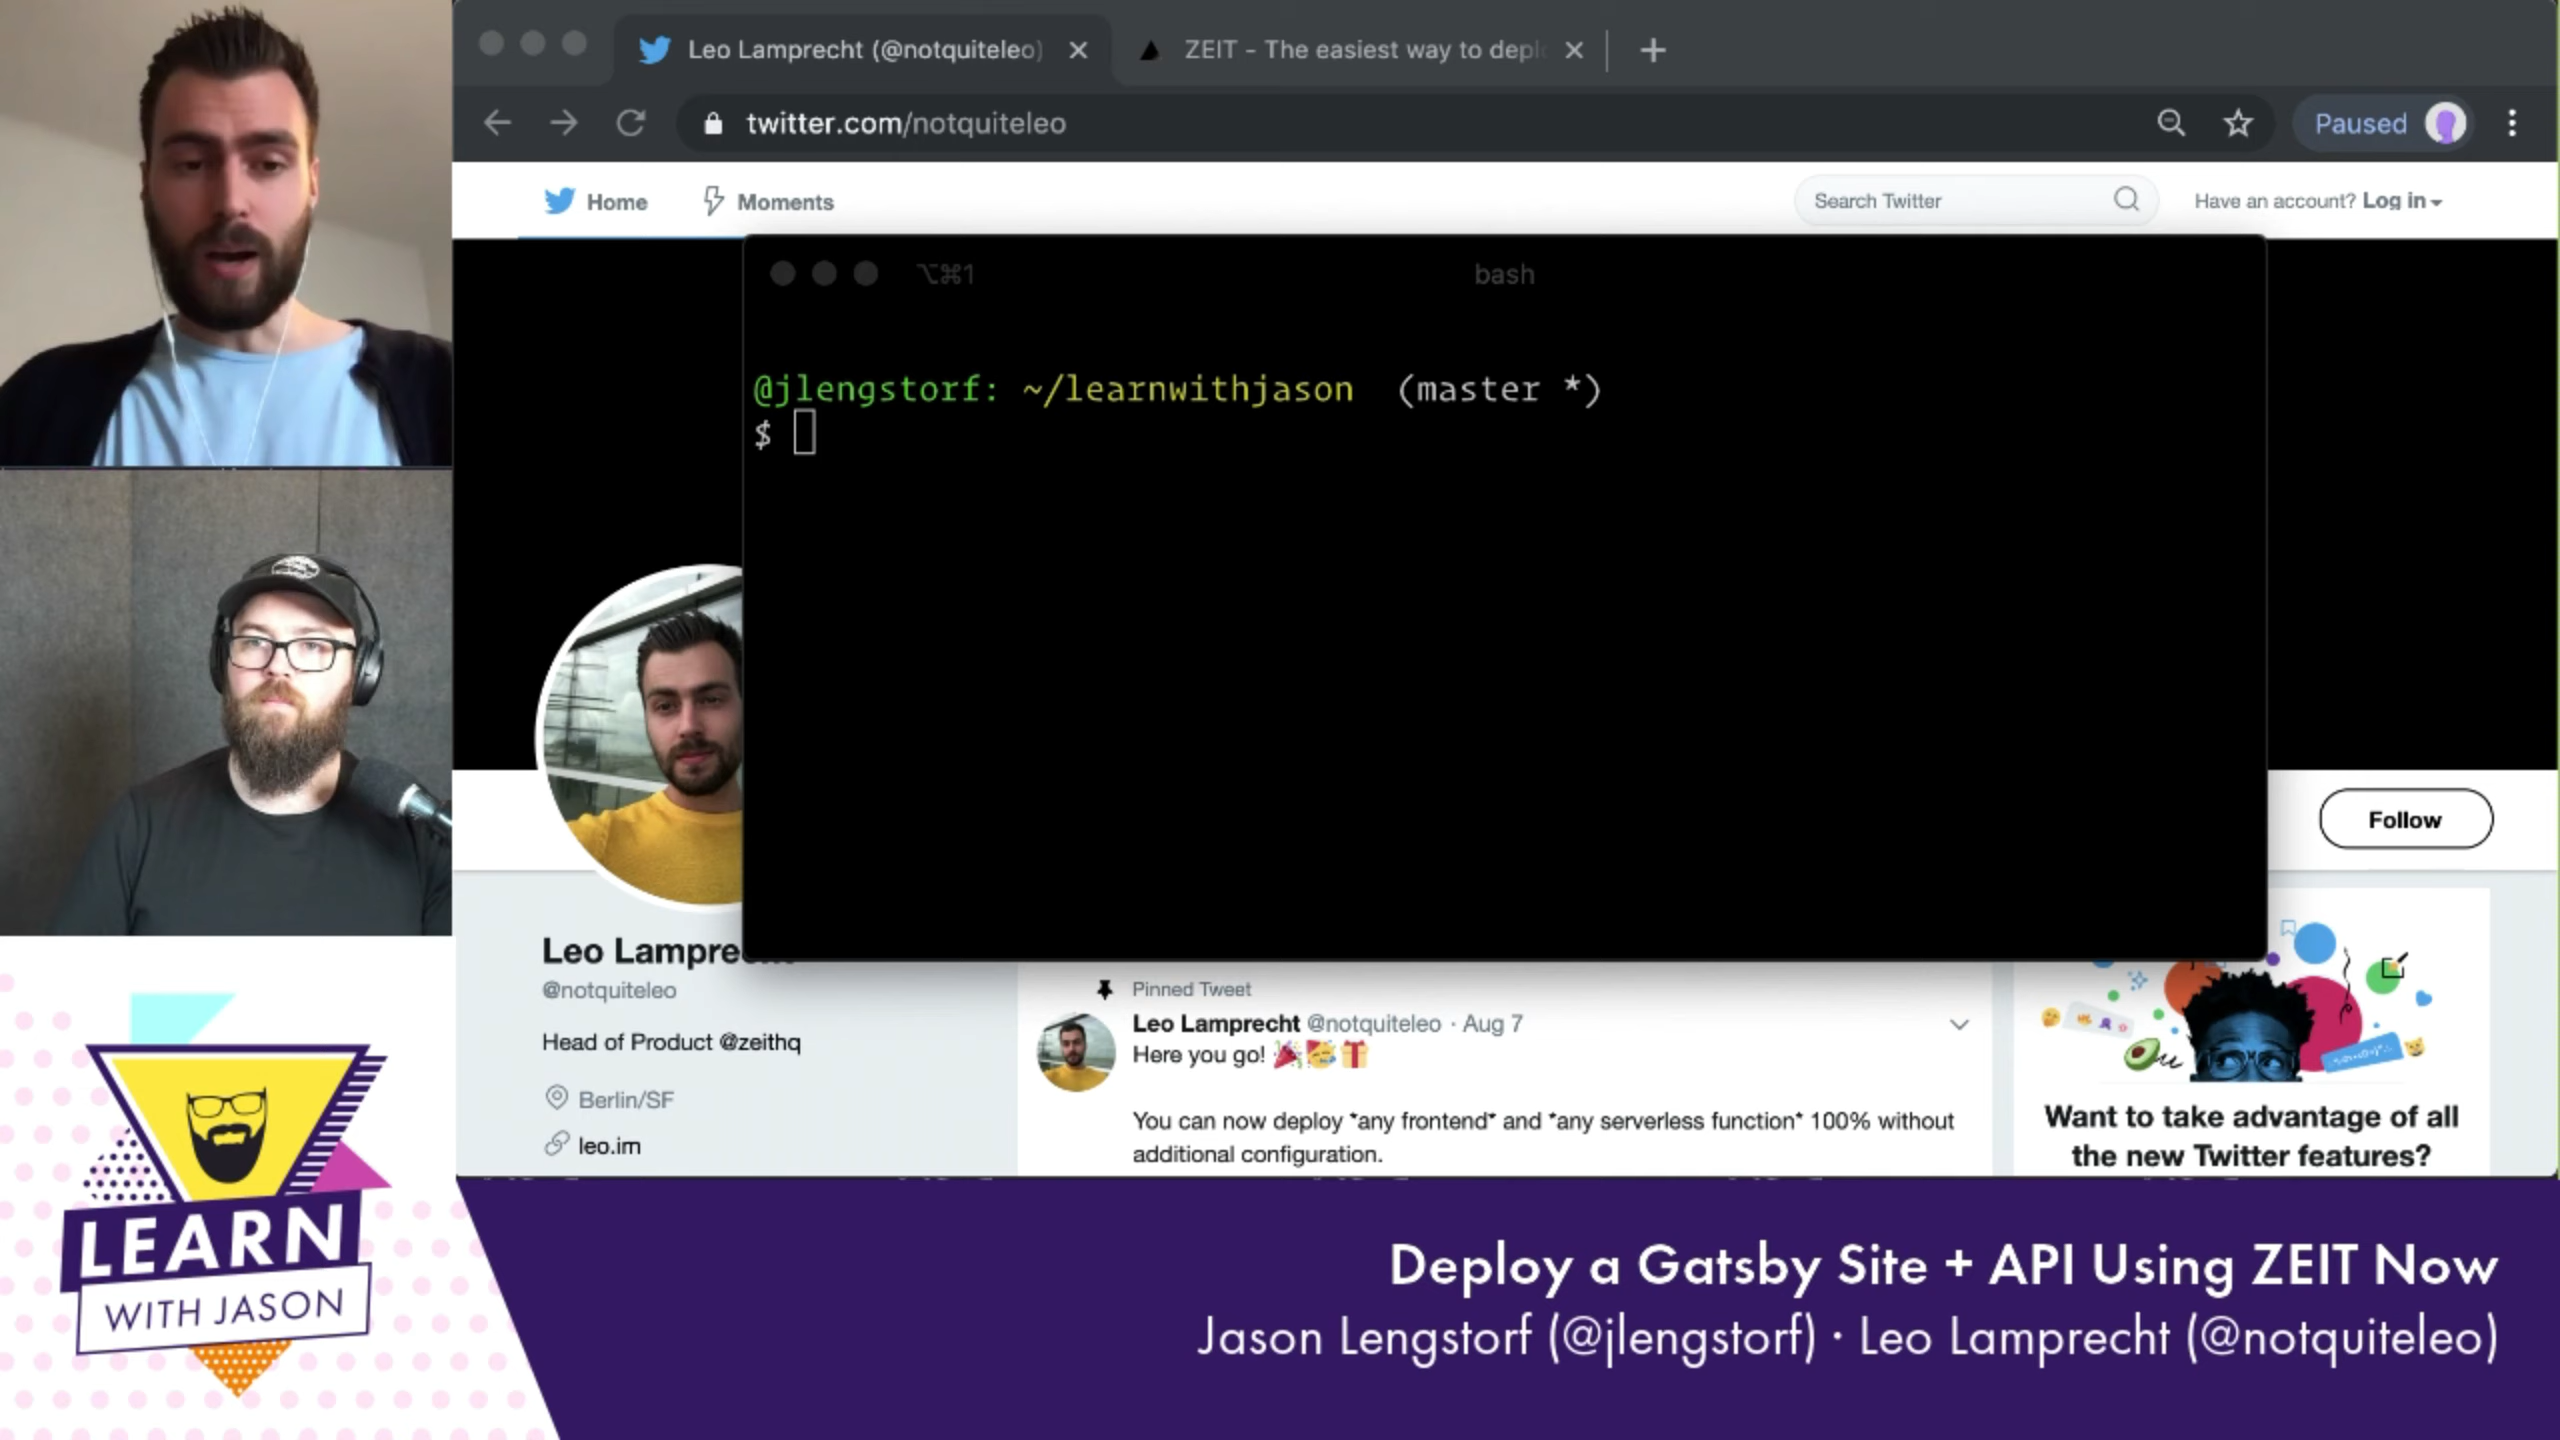 Leo Lamprecht (@notquiteleo)
ZEIT - The easiest way to depl
twitter.com/notquiteleo
Paused
Home
Moments
Search Twitter
Have an account? Log in
⌥⌘1
bash
@jlengstorf: ~/learnwithjason (master *)
$
Follow
Leo Lampre
@notquiteleo
Head of Product @zeithq
Berlin/SF
leo.im
Pinned Tweet
Leo Lamprecht @notquiteleo · Aug 7
Here you go! 🎉🥳🎁
You can now deploy *any frontend* and *any serverless function* 100% without
additional configuration.
Want to take advantage of all
the new Twitter features?
LEARN
WITH JASON
Deploy a Gatsby Site + API Using ZEIT Now
Jason Lengstorf (@jlengstorf) · Leo Lamprecht (@notquiteleo)